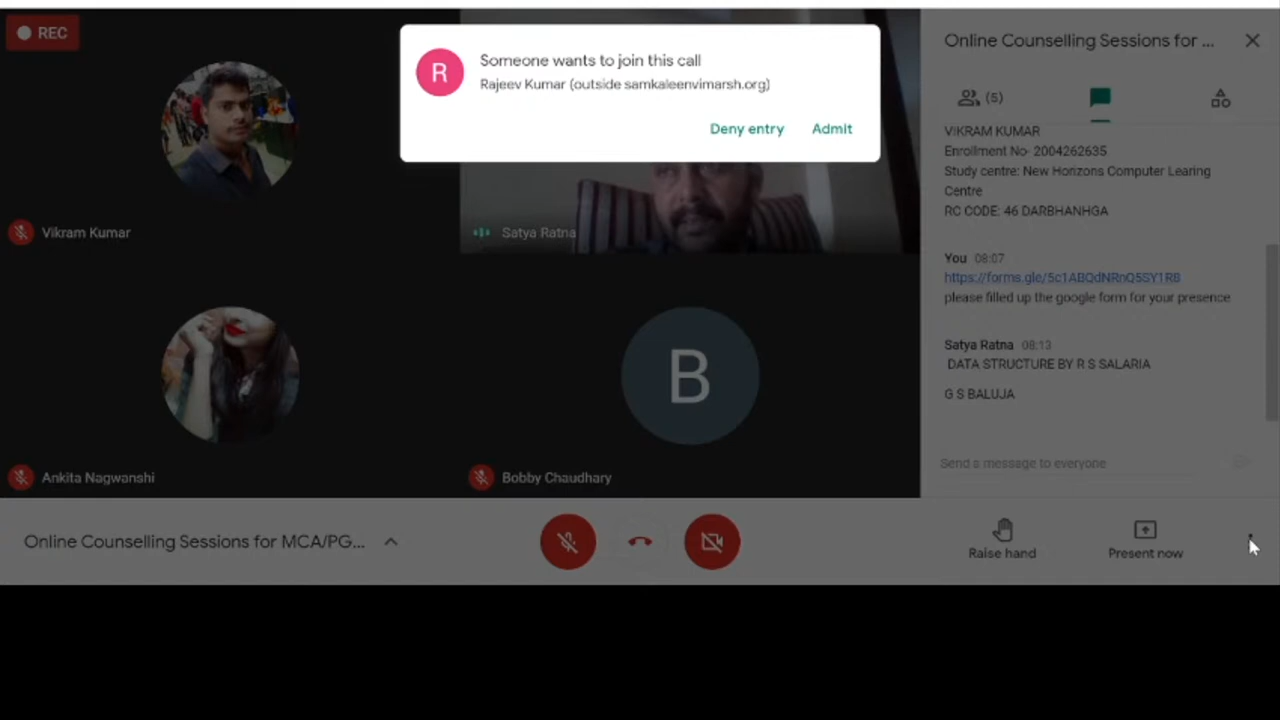 REC
R
Someone wants to join this call
Rajeev Kumar (outside samkaleenvimarsh.org)
Deny entry
Admit
Vikram Kumar
Satya Ratna
Ankita Nagwanshi
B
Bobby Chaudhary
Online Counselling Sessions for ...
(5)
VIKRAM KUMAR
Enrollment No- 2004262635
Study centre: New Horizons Computer Learing
Centre
RC CODE: 46 DARBHANHGA
You 08:07
https://forms.gle/5c1ABQdNRnQ5SY1R8
please filled up the google form for your presence
Satya Ratna 08:13
DATA STRUCTURE BY R S SALARIA
G S BALUJA
Send a message to everyone
Online Counselling Sessions for MCA/PG...
Raise hand
Present now